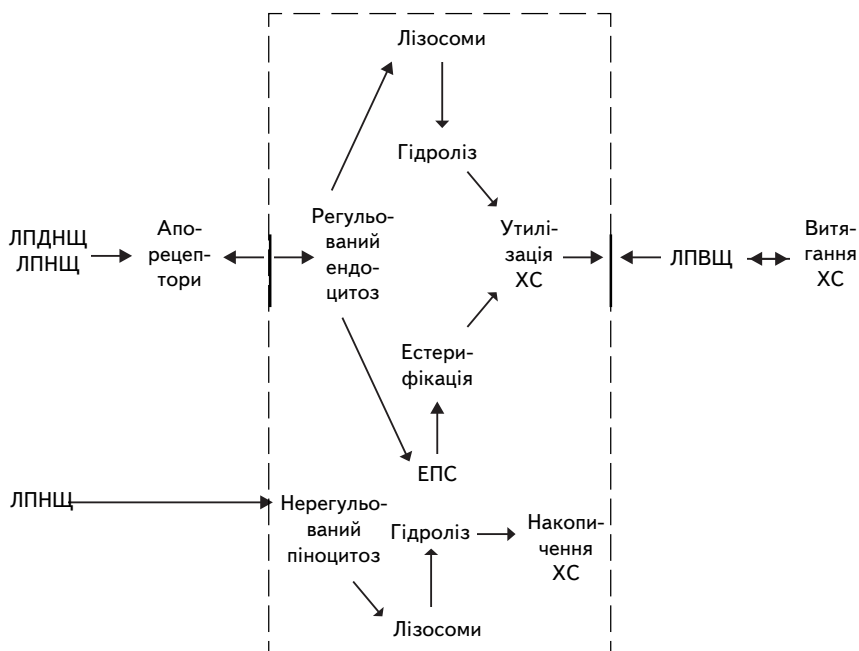 Лізосоми
Гідроліз
ЛПДНЩ
ЛПНЩ
Апо-
рецеп-
тори
Регульо-
ваний
ендо-
цитоз
Утилі-
зація
ХС
ЛПВЩ
Витя-
гання
ХС
Естери-
фікація
ЕПС
ЛПНЩ
Нерегульо-
ваний
піноцитоз
Гідроліз
Накопи-
чення
ХС
Лізосоми